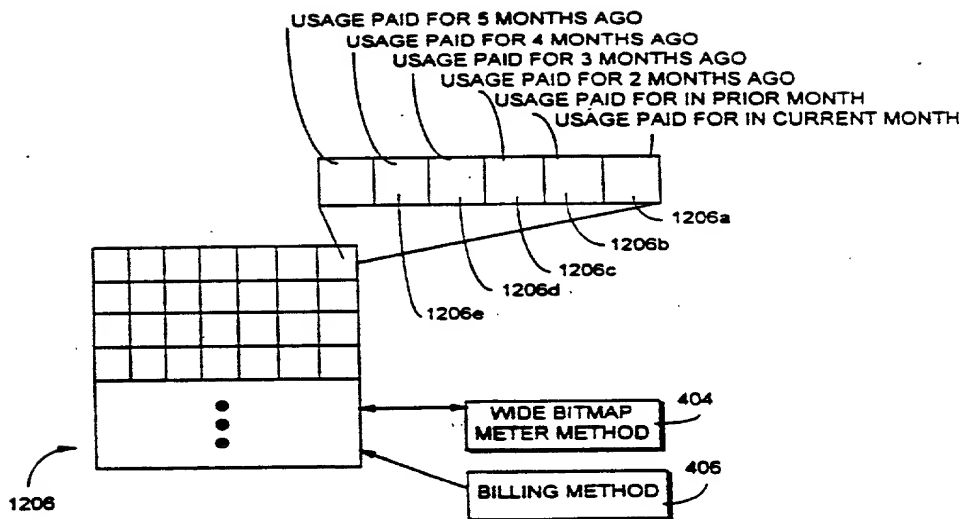 USAGE PAID FOR 5 MONTHS AGO
USAGE PAID FOR 4 MONTHS AGO
USAGE PAID FOR 3 MONTHS AGO
USAGE PAID FOR 2 MONTHS AGO
USAGE PAID FOR IN PRIOR MONTH
USAGE PAID FOR IN CURRENT MONTH
1206a
1206b
1206c
1206d
1206e
404
WIDE BITMAP
METER METHOD
406
BILLING METHOD
1206